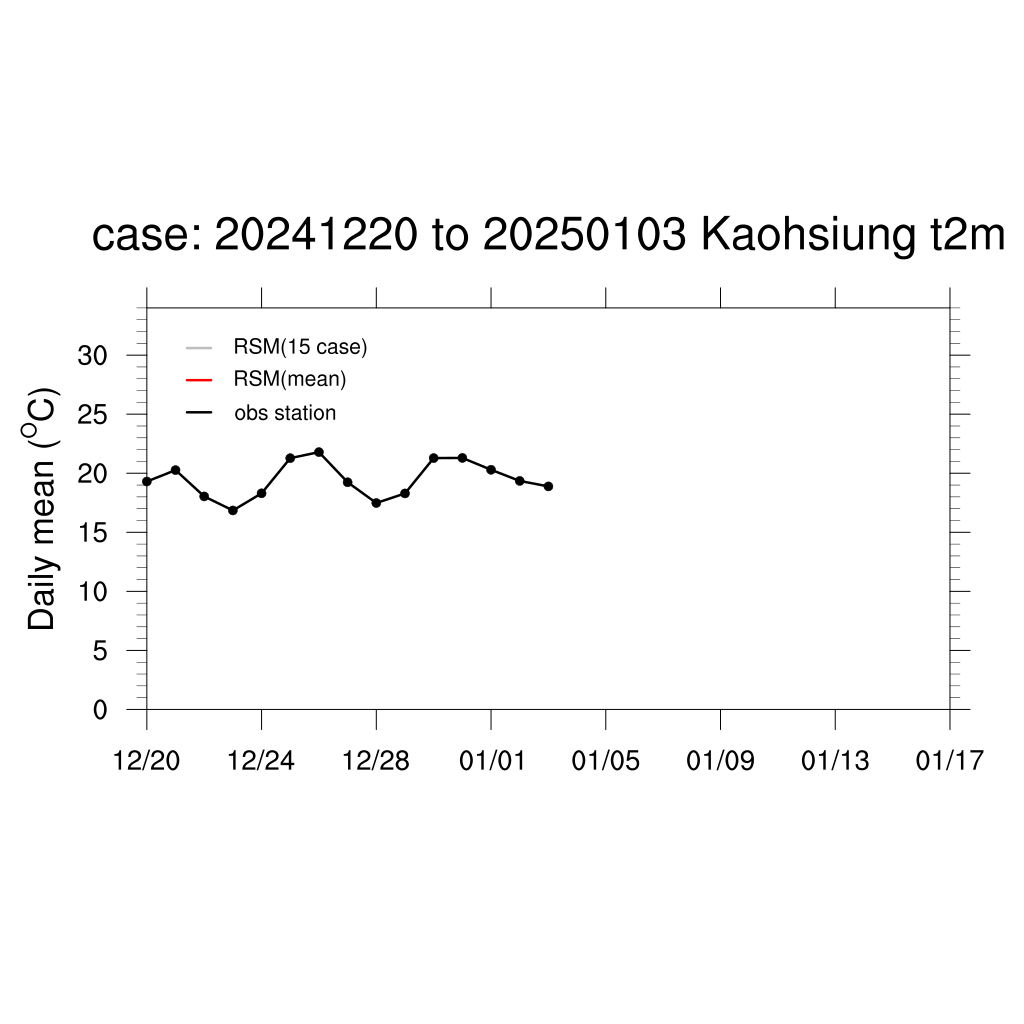 case: 20241220 to 20250103 Kaohsiung t2m
RSM(15 case)
RSM(mean)
obs station
Daily mean (°C)
30
25
20
15
10
5
0
12/20 12/24 12/28 01/01 01/05 01/09 01/13 01/17